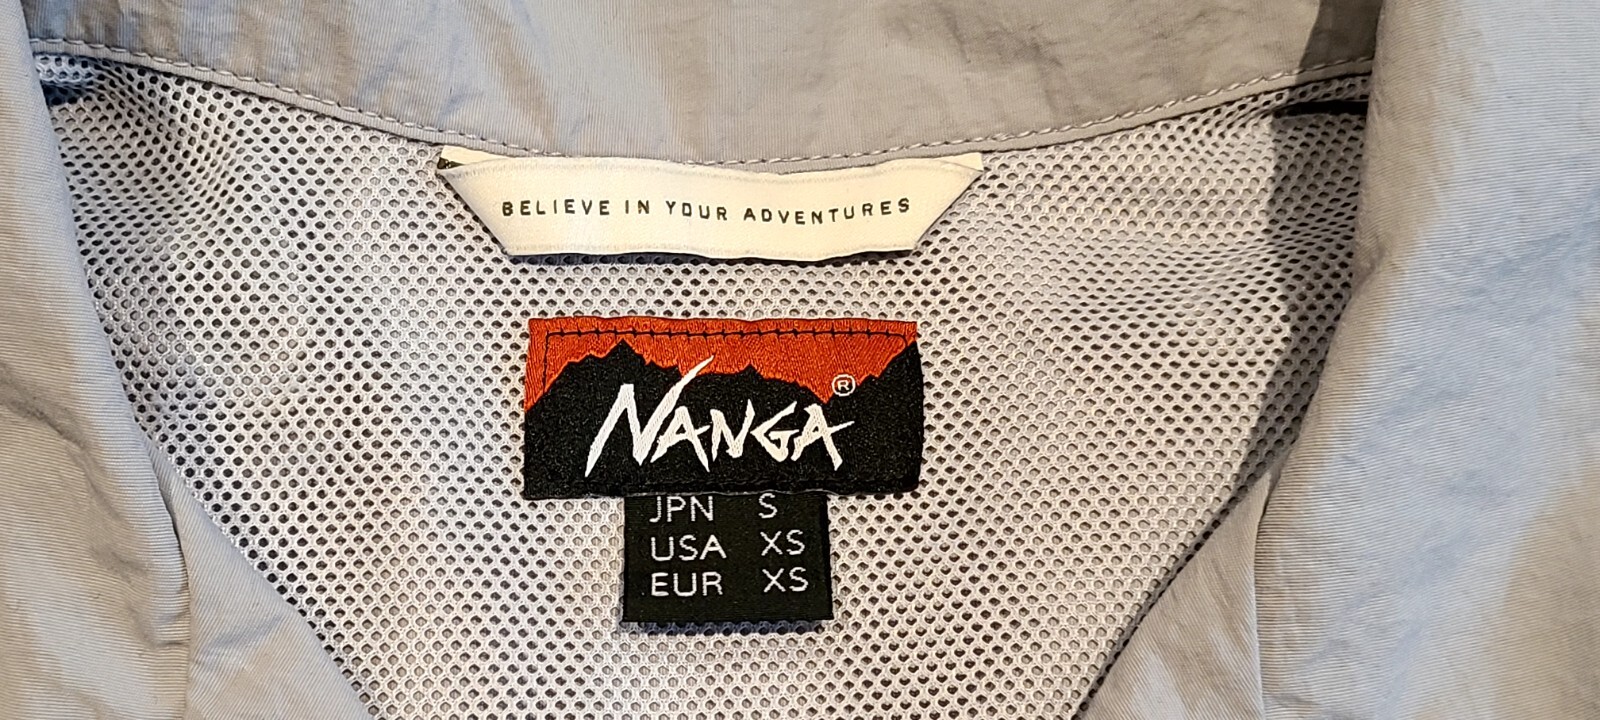 BELIEVE IN YOUR ADVENTURES
NANGA®
JPN S
USA XS
EUR XS